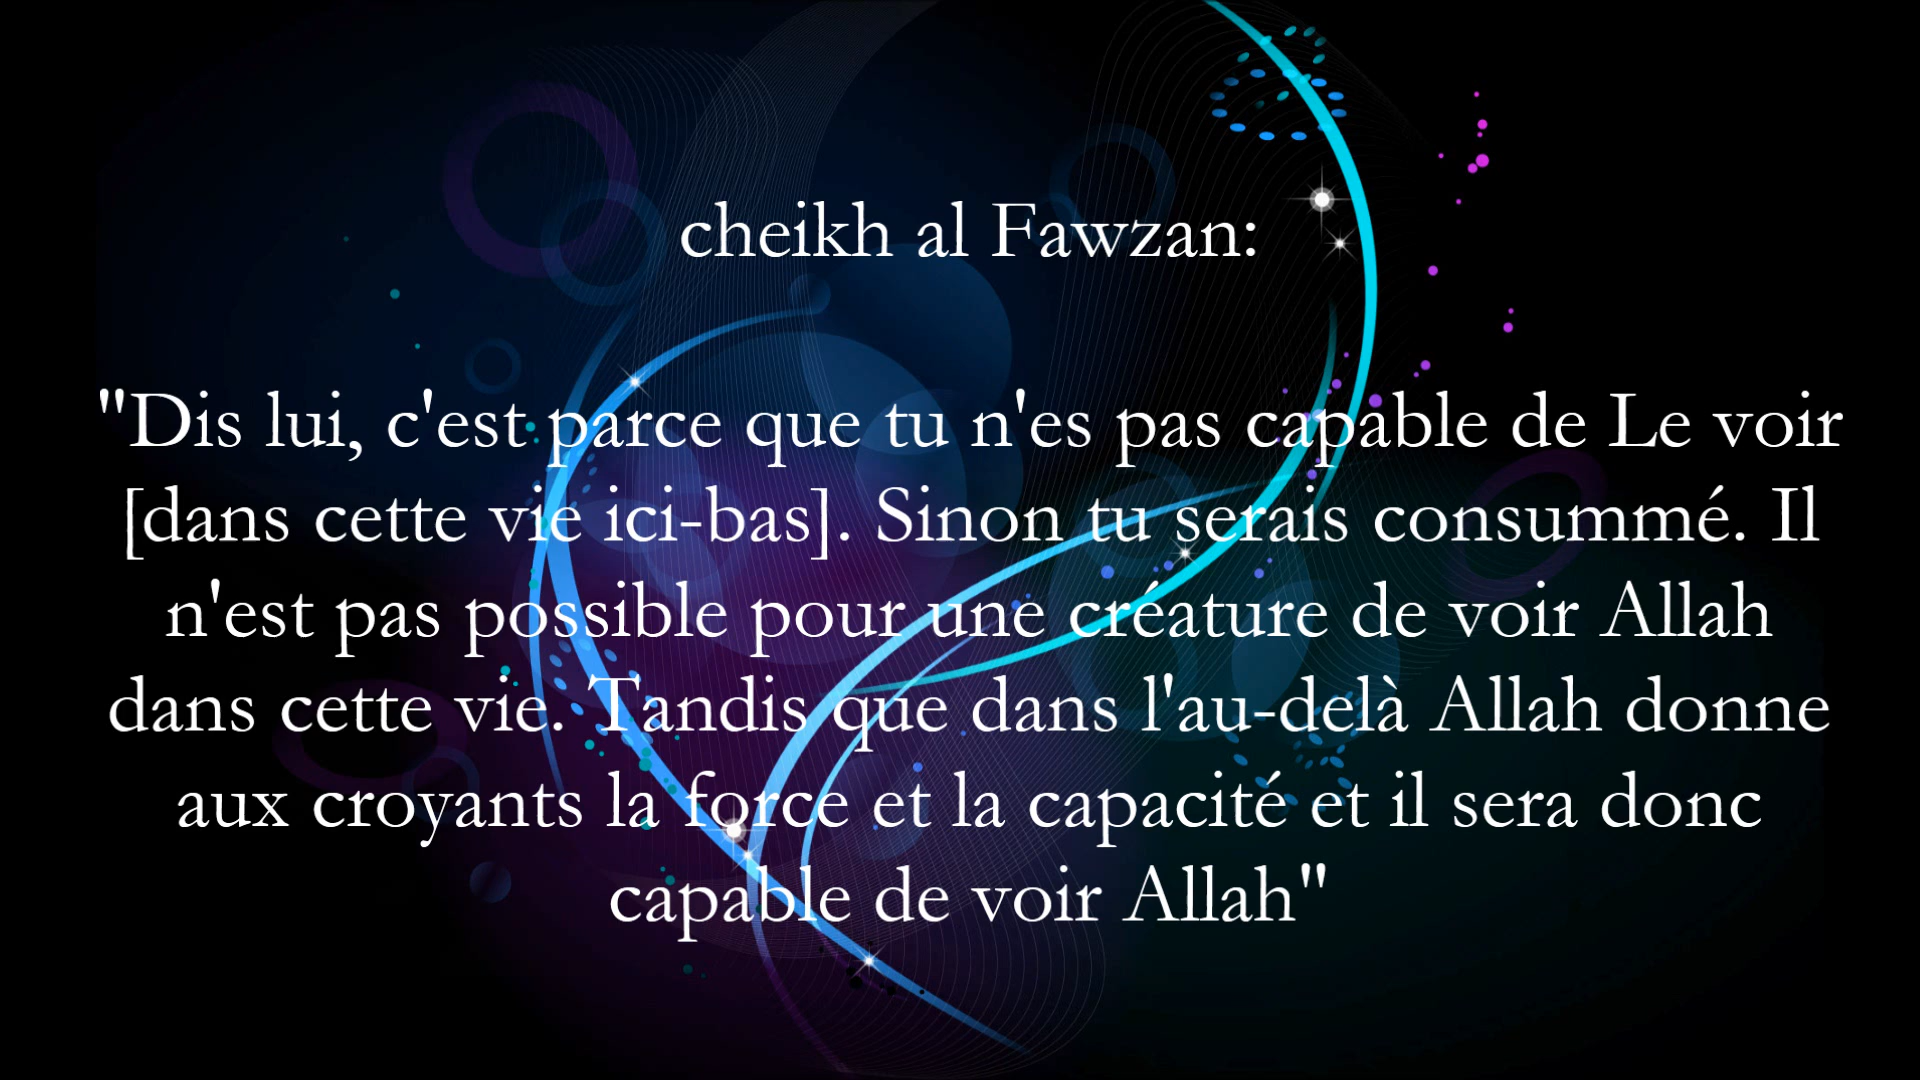 cheikh al Fawzan:
"Dis lui, c'est parce que tu n'es pas capable de Le voir
[dans cette vie ici-bas]. Sinon tu serais consummé. Il
n'est pas possible pour une créature de voir Allah
dans cette vie. Tandis que dans l'au-delà Allah donne
aux croyants la force et la capacité et il sera donc
capable de voir Allah"